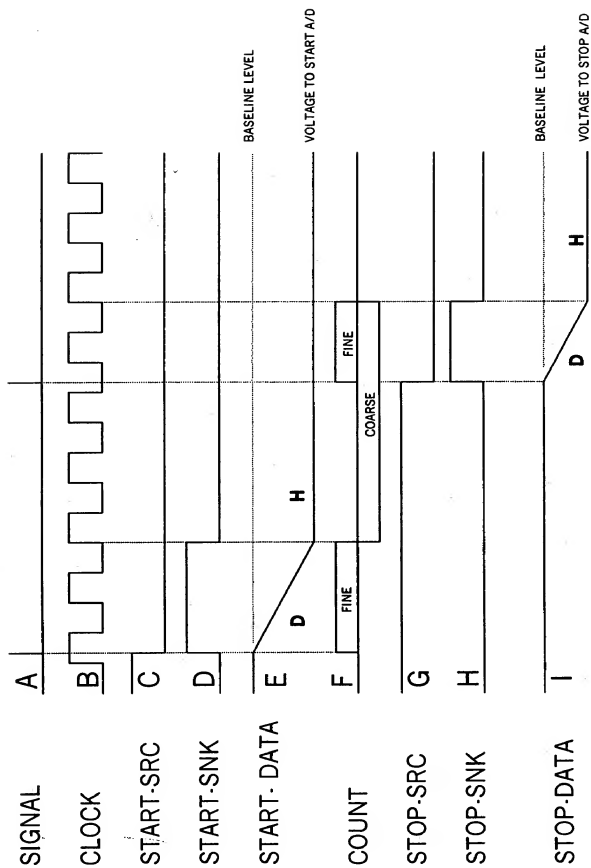 SIGNAL A
CLOCK B
START-SRC C
START-SNK D
START- DATA E D H BASELINE LEVEL
VOLTAGE TO START A/D
COUNT F FINE FINE
COARSE
STOP-SRC G
STOP-SNK H
STOP-DATA I D H BASELINE LEVEL
VOLTAGE TO STOP A/D